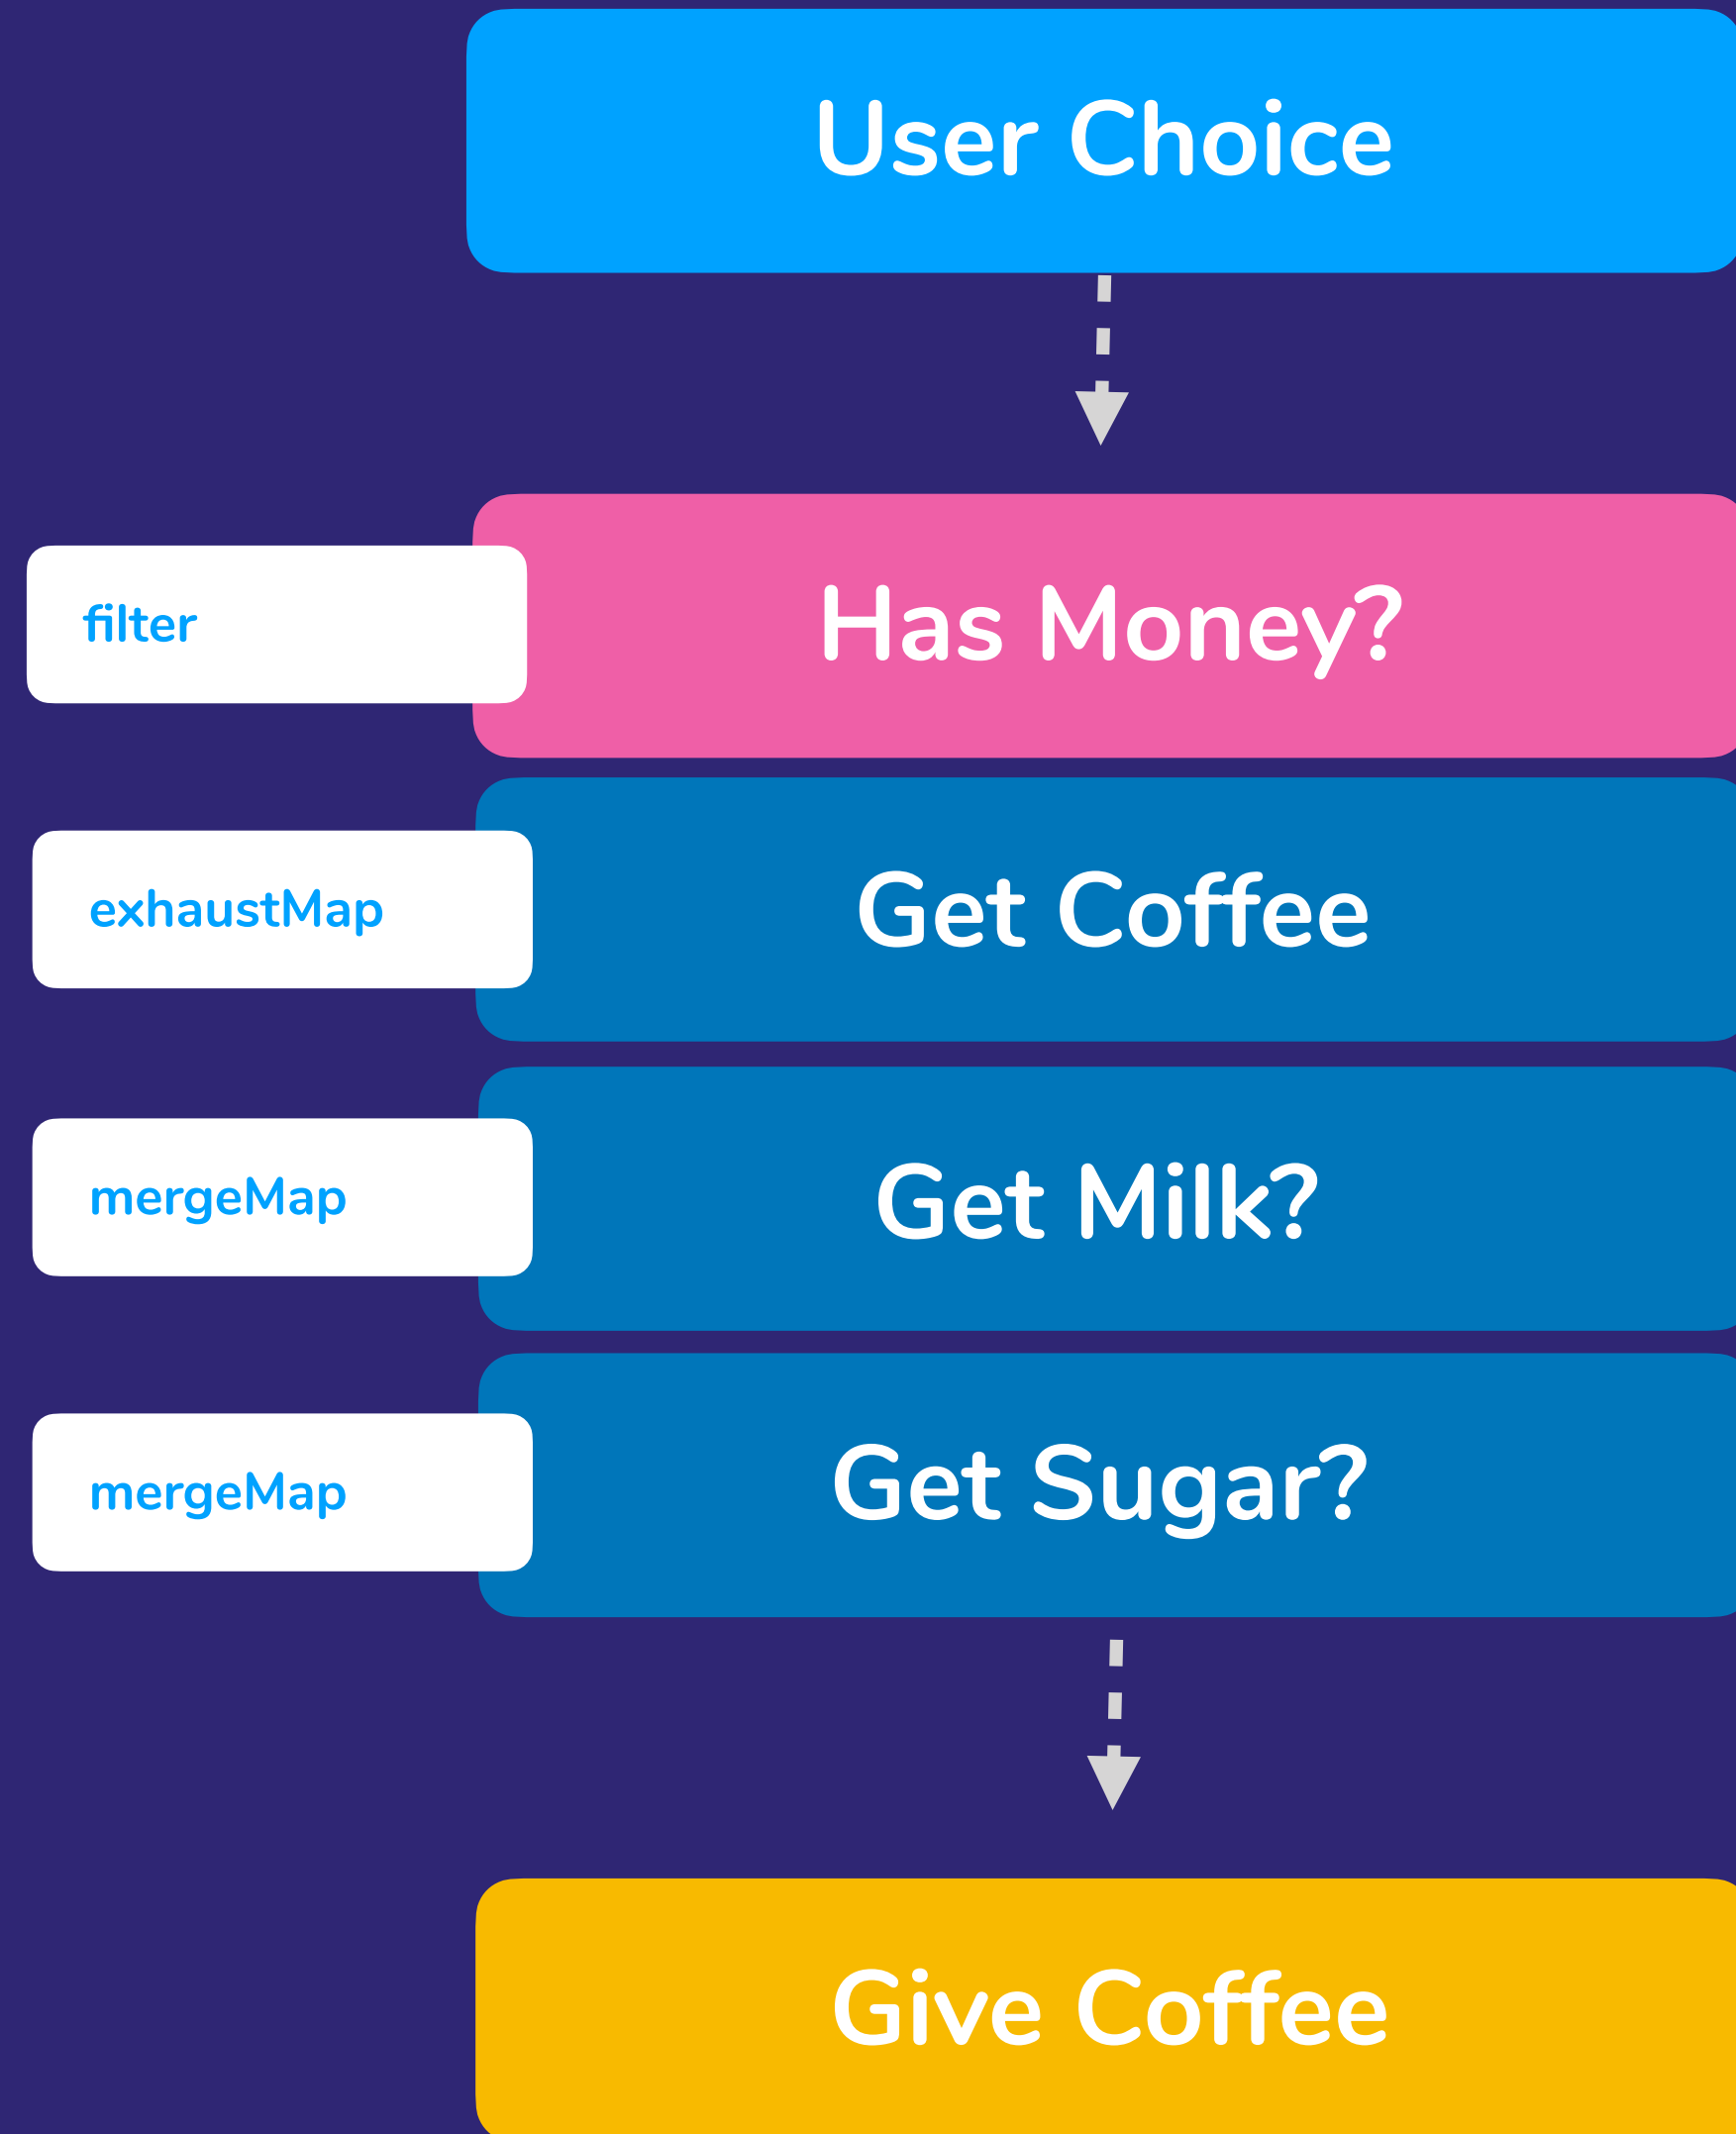 User Choice
filter
Has Money?
exhaustMap
Get Coffee
mergeMap
Get Milk?
mergeMap
Get Sugar?
Give Coffee